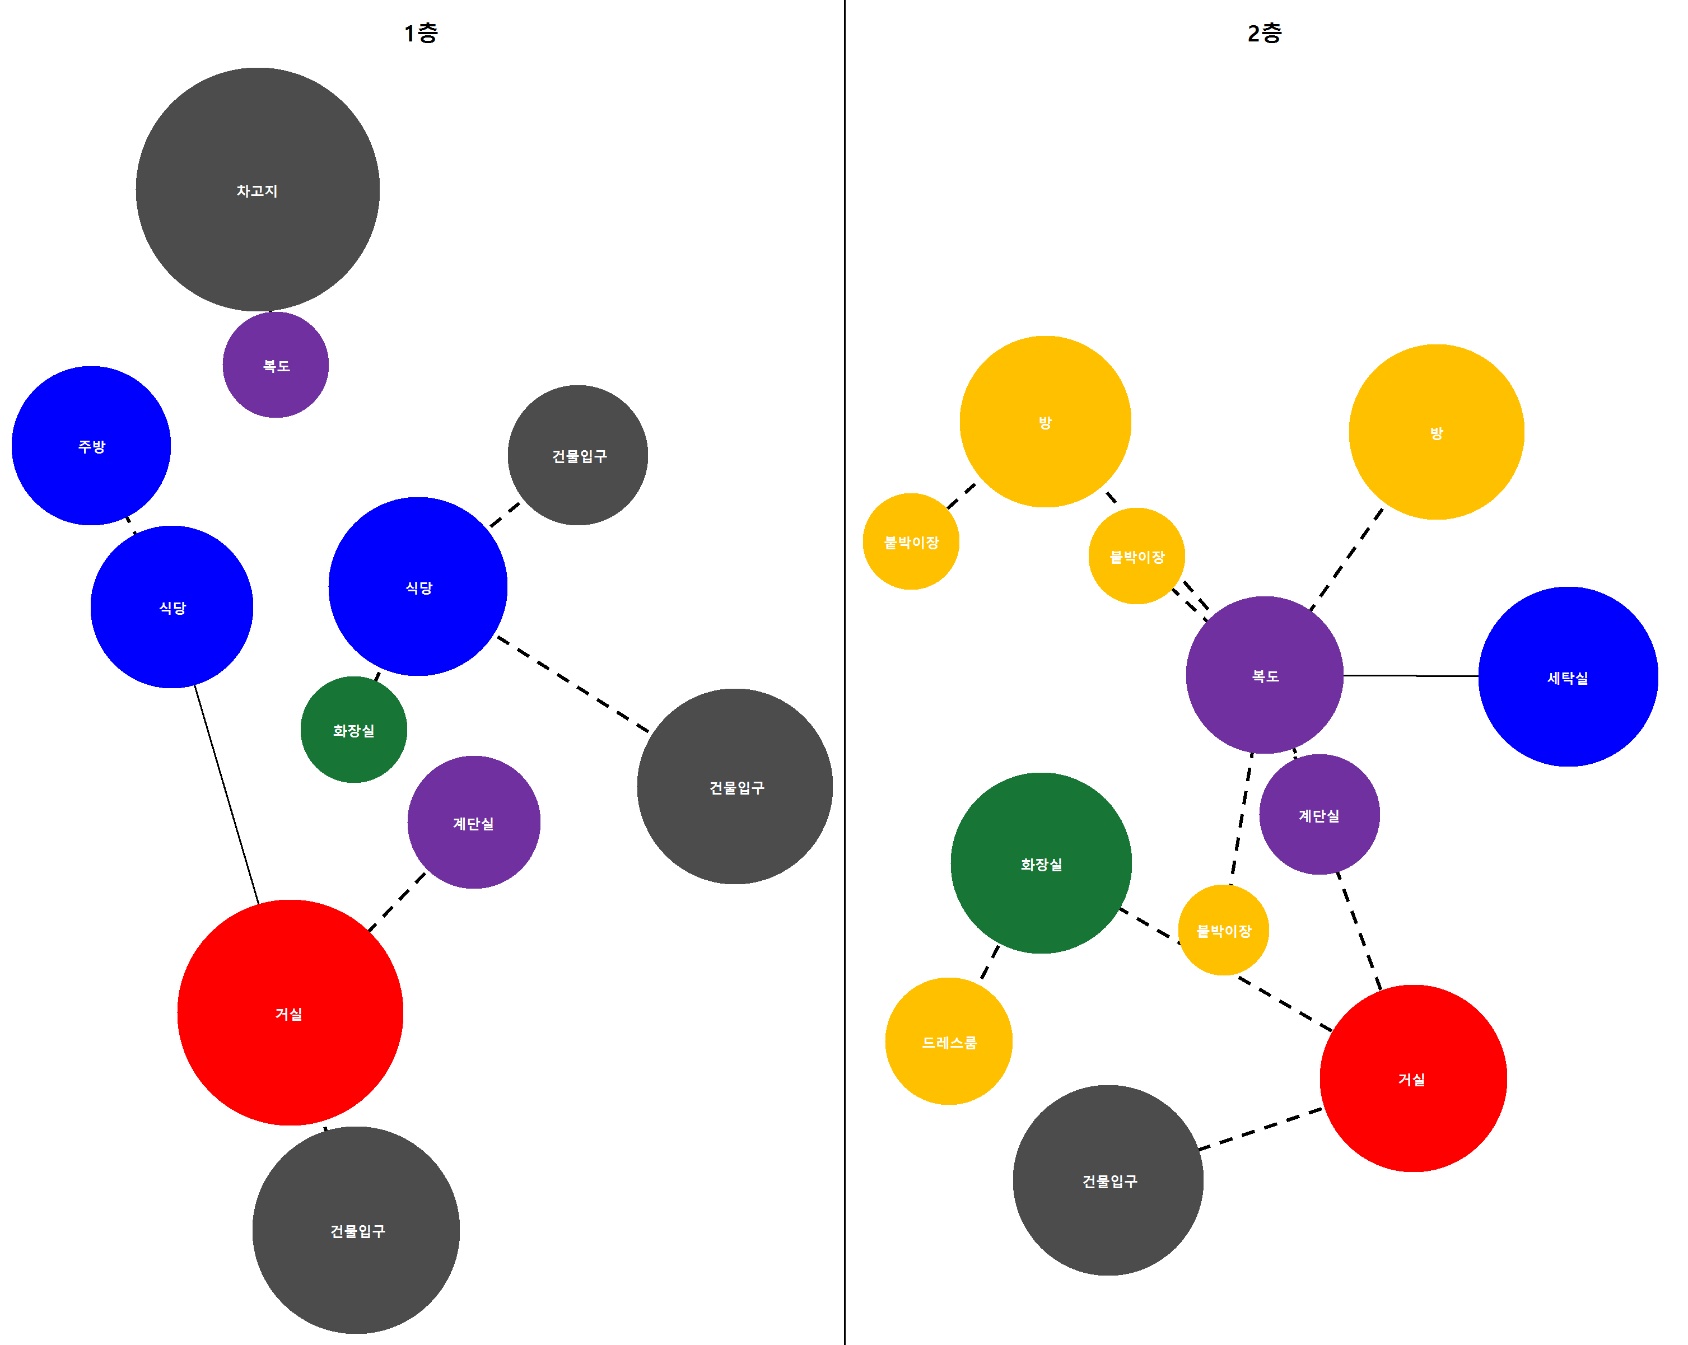 1층
차고지
복도
주방
건물입구
식당
식당
화장실
건물입구
계단실
거실
건물입구
2층
방
방
붙박이장
붙박이장
복도
세탁실
계단실
화장실
붙박이장
드레스룸
거실
건물입구